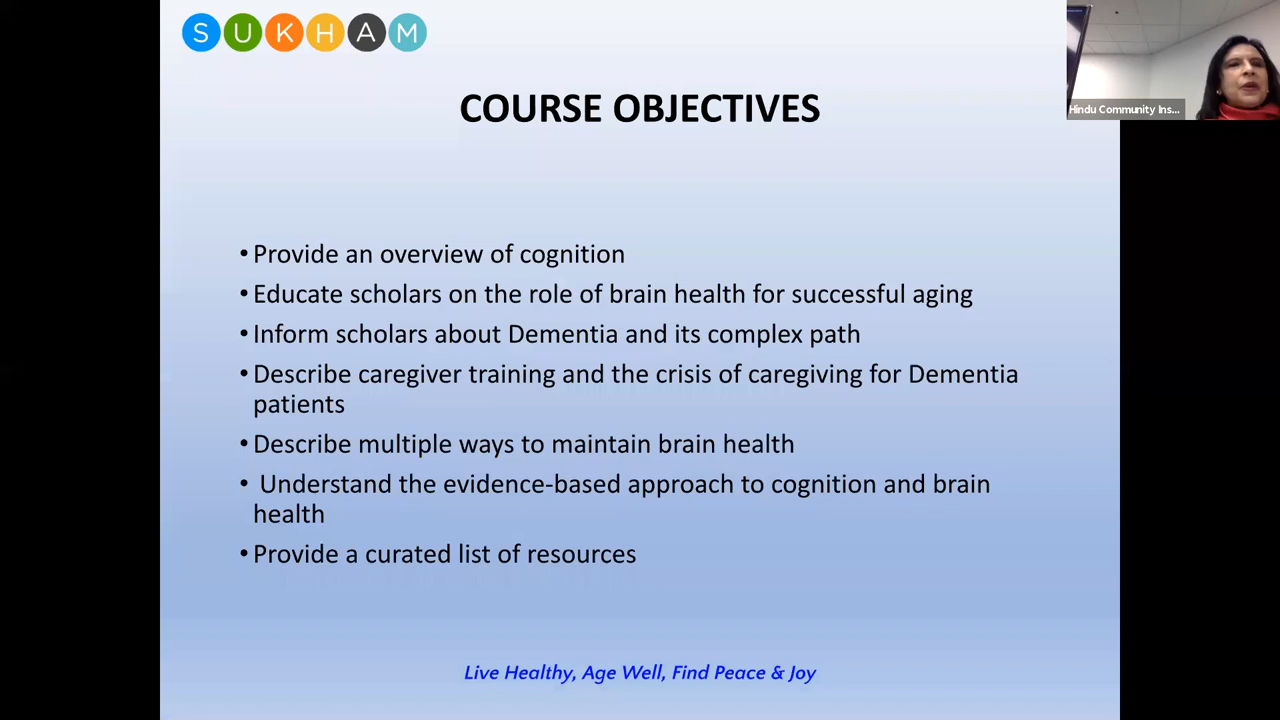 SUKHAM
COURSE OBJECTIVES
Hindu Community Ins...
• Provide an overview of cognition
• Educate scholars on the role of brain health for successful aging
• Inform scholars about Dementia and its complex path
• Describe caregiver training and the crisis of caregiving for Dementia
patients
• Describe multiple ways to maintain brain health
• Understand the evidence-based approach to cognition and brain
health
• Provide a curated list of resources
Live Healthy, Age Well, Find Peace & Joy